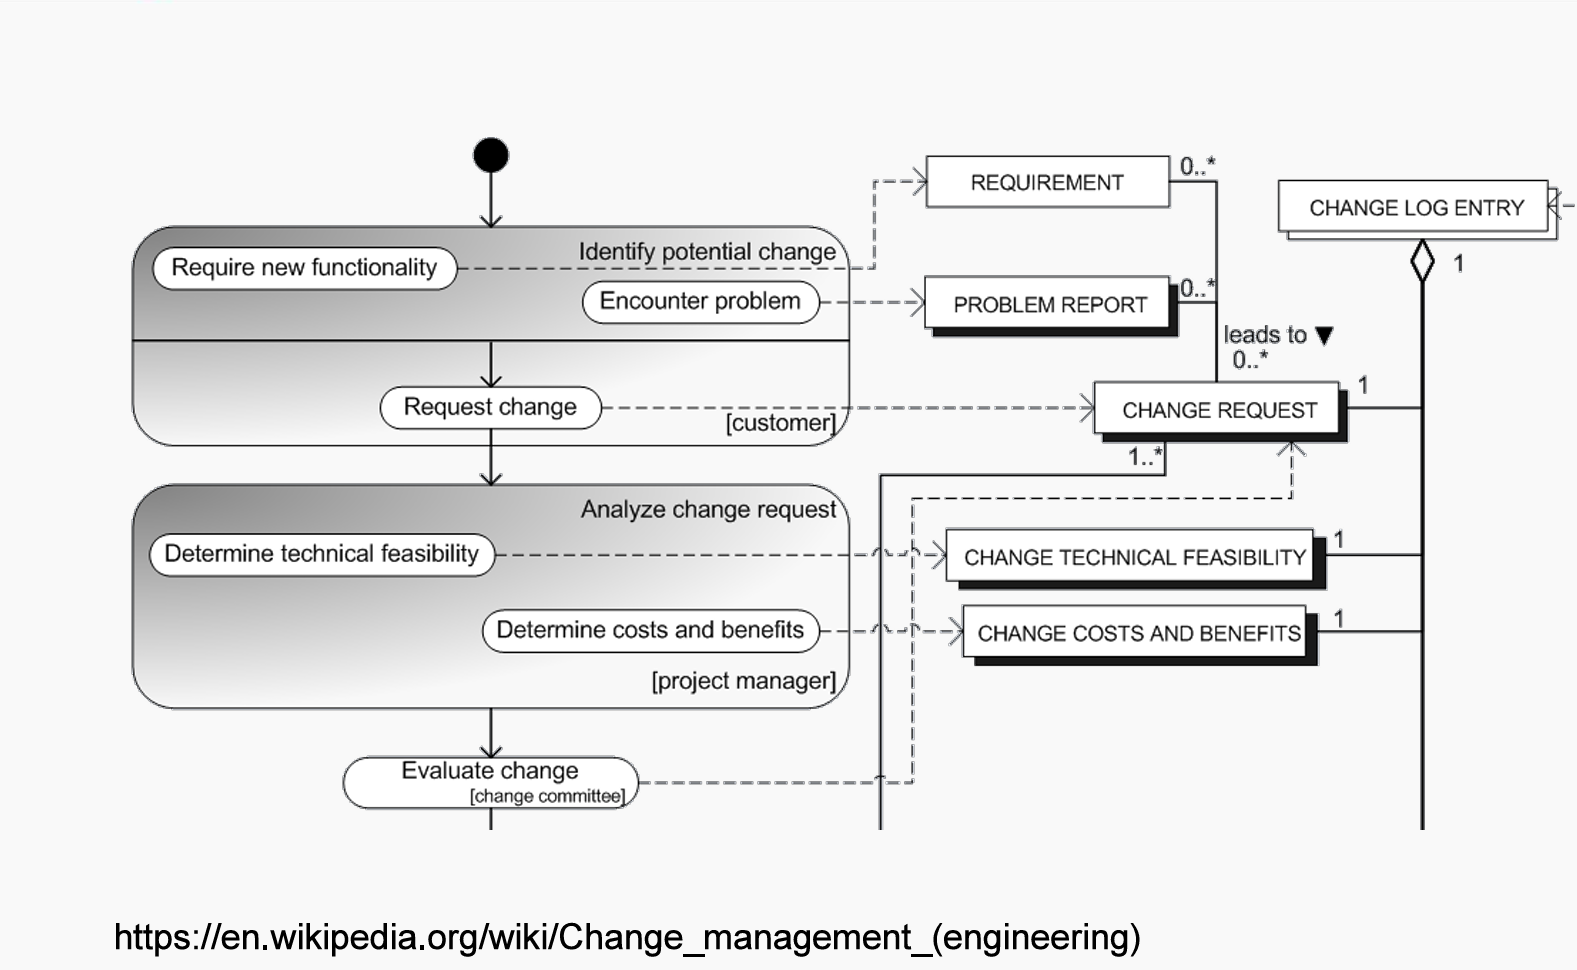 REQUIREMENT
0..*
CHANGE LOG ENTRY
1
Identify potential change
Require new functionality
Encounter problem
PROBLEM REPORT
0..*
leads to ▼
0..*
Request change
[customer]
CHANGE REQUEST
1
1..*
Analyze change request
Determine technical feasibility
CHANGE TECHNICAL FEASIBILITY
1
Determine costs and benefits
CHANGE COSTS AND BENEFITS
1
[project manager]
Evaluate change
[change committee]
https://en.wikipedia.org/wiki/Change_management_(engineering)